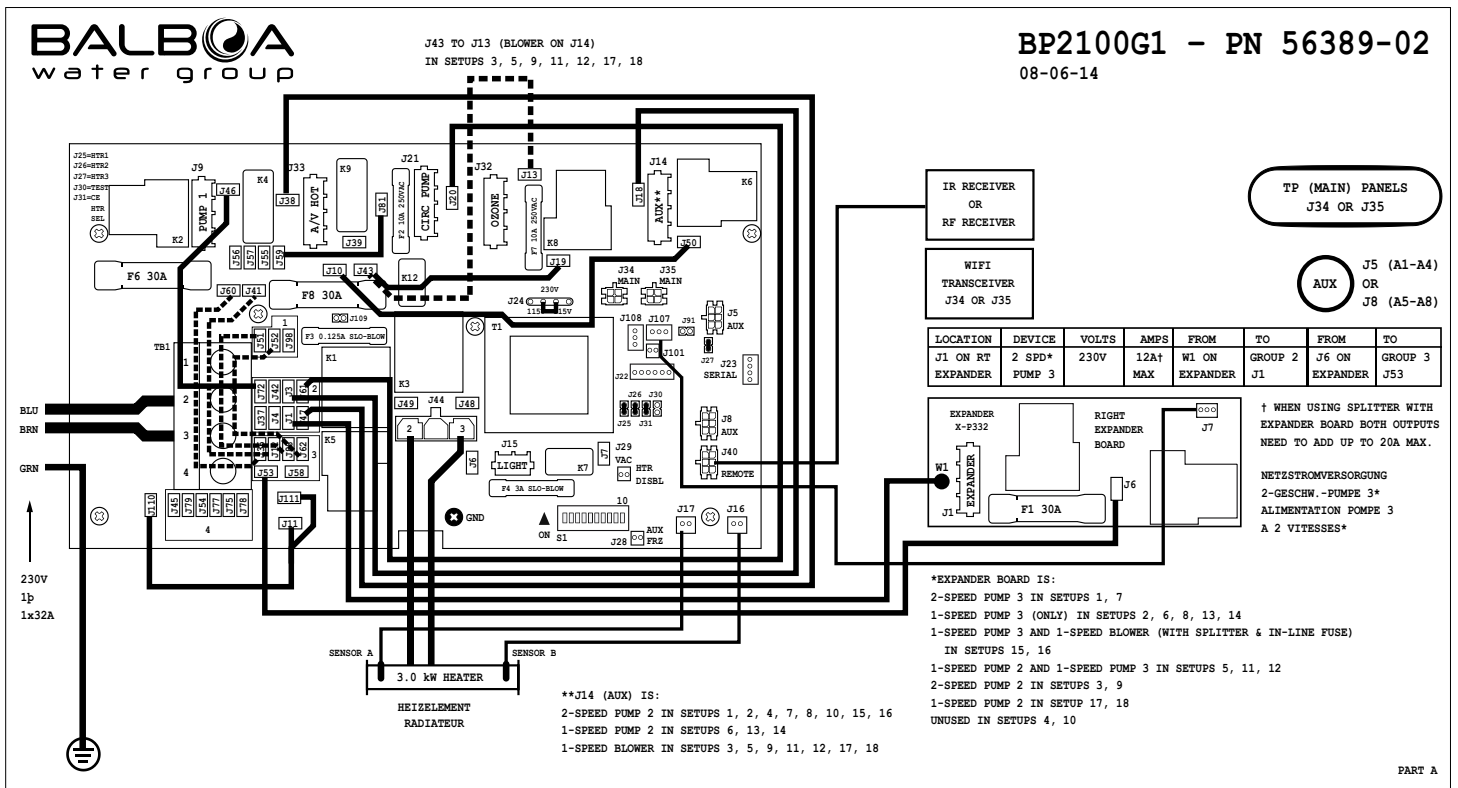 BALBOA
water group
J43 TO J13 (BLOWER ON J14)
IN SETUPS 3, 5, 9, 11, 12, 17, 18
BP2100G1 – PN 56389-02
08-06-14
J25=HTR1
J26=HTR2
J27=HTR3
J30=TEST
J31=CE
HTR
SEL
K2
J9
PUMP 1
J46
K4
J33
J38
A/V HOT
K9
J39
J81
F2 10A 250VAC
J21
CIRC PUMP
J20
J32
OZONE
J13
F7 10A 250VAC
K8
J19
J18
J14
AUX**
K6
J50
J56
J57
J55
J59
F6 30A
J10
J43
K12
F8 30A
J60
J41
J109
F3 0.125A SLO-BLOW
J24
230V
115V
115V
J34
MAIN
J35
MAIN
J108
J107
J101
J91
J5
AUX
J27
J23
SERIAL
J22
J26
J30
J25
J31
J8
AUX
J40
REMOTE
T1
K1
K3
K5
TB1
1
2
3
4
1
J51
J52
J98
J72
J42
J3
J61
2
J37
J4
J1
J47
J62
3
J53
J58
J110
J45
J79
J54
J77
J75
J78
4
J111
J11
J49
J44
J48
2
3
J6
J15
LIGHT
F4 3A SLO-BLOW
K7
J7
J29
VAC
HTR
DISBL
GND
ON
S1
10
J28
AUX
FRZ
J17
J16
BLU
BRN
GRN
230V
1þ
1x32A
SENSOR A
SENSOR B
3.0 kW HEATER
HEIZELEMENT
RADIATEUR
**J14 (AUX) IS:
2-SPEED PUMP 2 IN SETUPS 1, 2, 4, 7, 8, 10, 15, 16
1-SPEED PUMP 2 IN SETUPS 6, 13, 14
1-SPEED BLOWER IN SETUPS 3, 5, 9, 11, 12, 17, 18
IR RECEIVER
OR
RF RECEIVER
WIFI
TRANSCEIVER
J34 OR J35
TP (MAIN) PANELS
J34 OR J35
AUX
J5 (A1-A4)
OR
J8 (A5-A8)
LOCATION DEVICE VOLTS AMPS FROM TO FROM TO
J1 ON RT 2 SPD* 230V 12A† W1 ON GROUP 2 J6 ON GROUP 3
EXPANDER PUMP 3 MAX EXPANDER J1 EXPANDER J53
EXPANDER
X-P332
RIGHT
EXPANDER
BOARD
W1
EXPANDER
J1
F1 30A
J6
J7
† WHEN USING SPLITTER WITH
EXPANDER BOARD BOTH OUTPUTS
NEED TO ADD UP TO 20A MAX.
NETZSTROMVERSORGUNG
2-GESCHW.-PUMPE 3*
ALIMENTATION POMPE 3
A 2 VITESSES*
*EXPANDER BOARD IS:
2-SPEED PUMP 3 IN SETUPS 1, 7
1-SPEED PUMP 3 (ONLY) IN SETUPS 2, 6, 8, 13, 14
1-SPEED PUMP 3 AND 1-SPEED BLOWER (WITH SPLITTER & IN-LINE FUSE)
IN SETUPS 15, 16
1-SPEED PUMP 2 AND 1-SPEED PUMP 3 IN SETUPS 5, 11, 12
2-SPEED PUMP 2 IN SETUPS 3, 9
1-SPEED PUMP 2 IN SETUP 17, 18
UNUSED IN SETUPS 4, 10
PART A